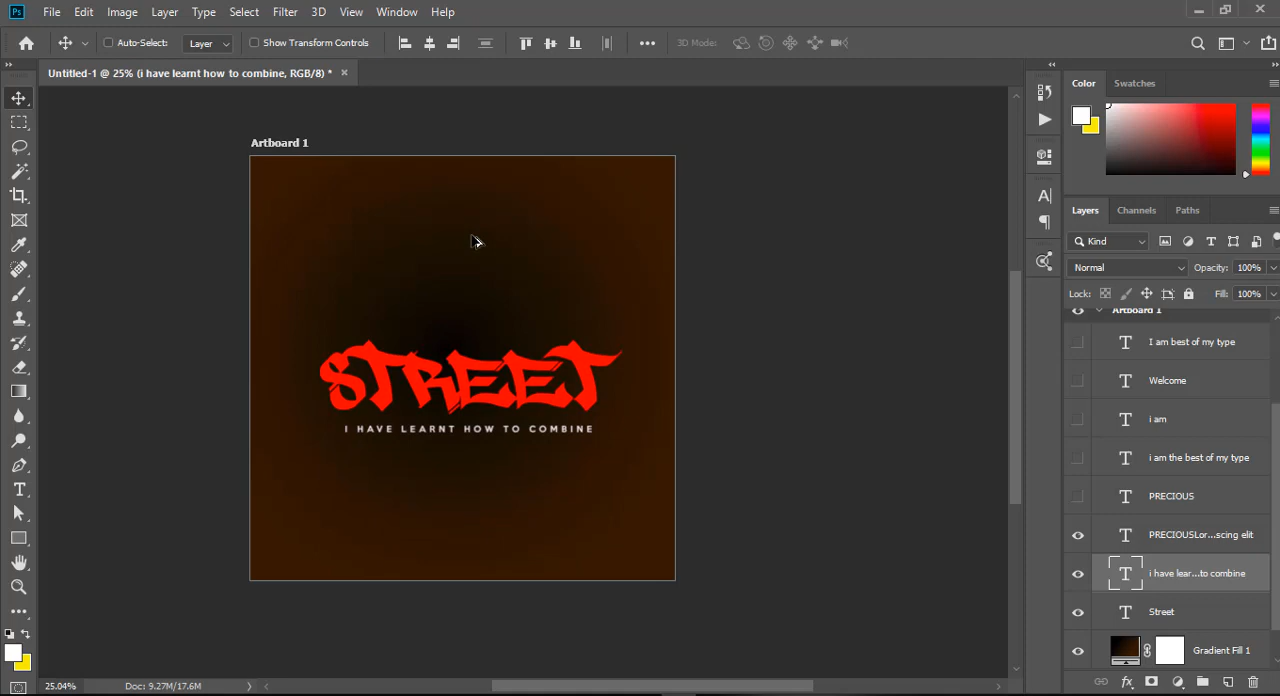 Ps File Edit Image Layer Type Select Filter 3D View Window Help
Auto-Select: Layer Show Transform Controls 3D Mode:
Untitled-1 @ 25% (i have learnt how to combine, RGB/8) *
Artboard 1
STREET
I HAVE LEARNT HOW TO COMBINE
25.04% Doc: 9.27M/17.6M
Color Swatches
Layers Channels Paths
Kind
Normal Opacity: 100%
Lock: Fill: 100%
Artboard 1
I am best of my type
Welcome
i am
i am the best of my type
PRECIOUS
PRECIOUSLor...scing elit
i have lear...to combine
Street
Gradient Fill 1